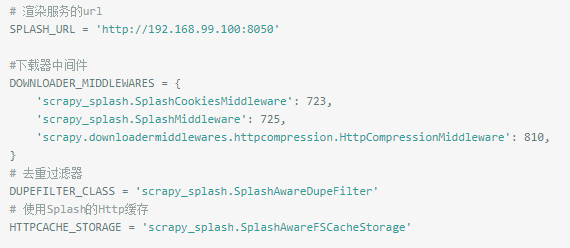 # 渲染服务的url
SPLASH_URL = 'http://192.168.99.100:8050'
#下载器中间件
DOWNLOADER_MIDDLEWARES = {
'scrapy_splash.SplashCookiesMiddleware': 723,
'scrapy_splash.SplashMiddleware': 725,
'scrapy.downloadermiddlewares.httpcompression.HttpCompressionMiddleware': 810,
}
# 去重过滤器
DUPEFILTER_CLASS = 'scrapy_splash.SplashAwareDupeFilter'
# 使用Splash的Http缓存
HTTPCACHE_STORAGE = 'scrapy_splash.SplashAwareFSCacheStorage'